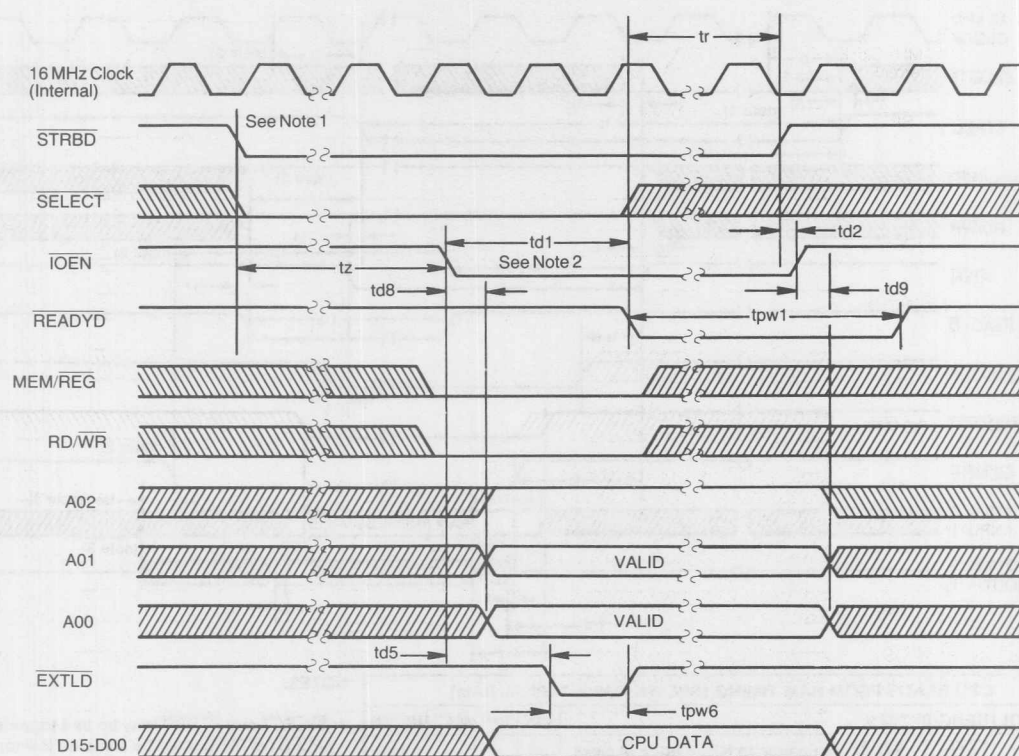 tr
16 MHz Clock
(Internal)
See Note 1
STRBD
SELECT
td1
td2
IOEN
tz
See Note 2
td8
td9
READYD
tpw1
MEM/REG
RD/WR
A02
A01
VALID
A00
VALID
td5
EXTLD
tpw6
D15-D00
CPU DATA